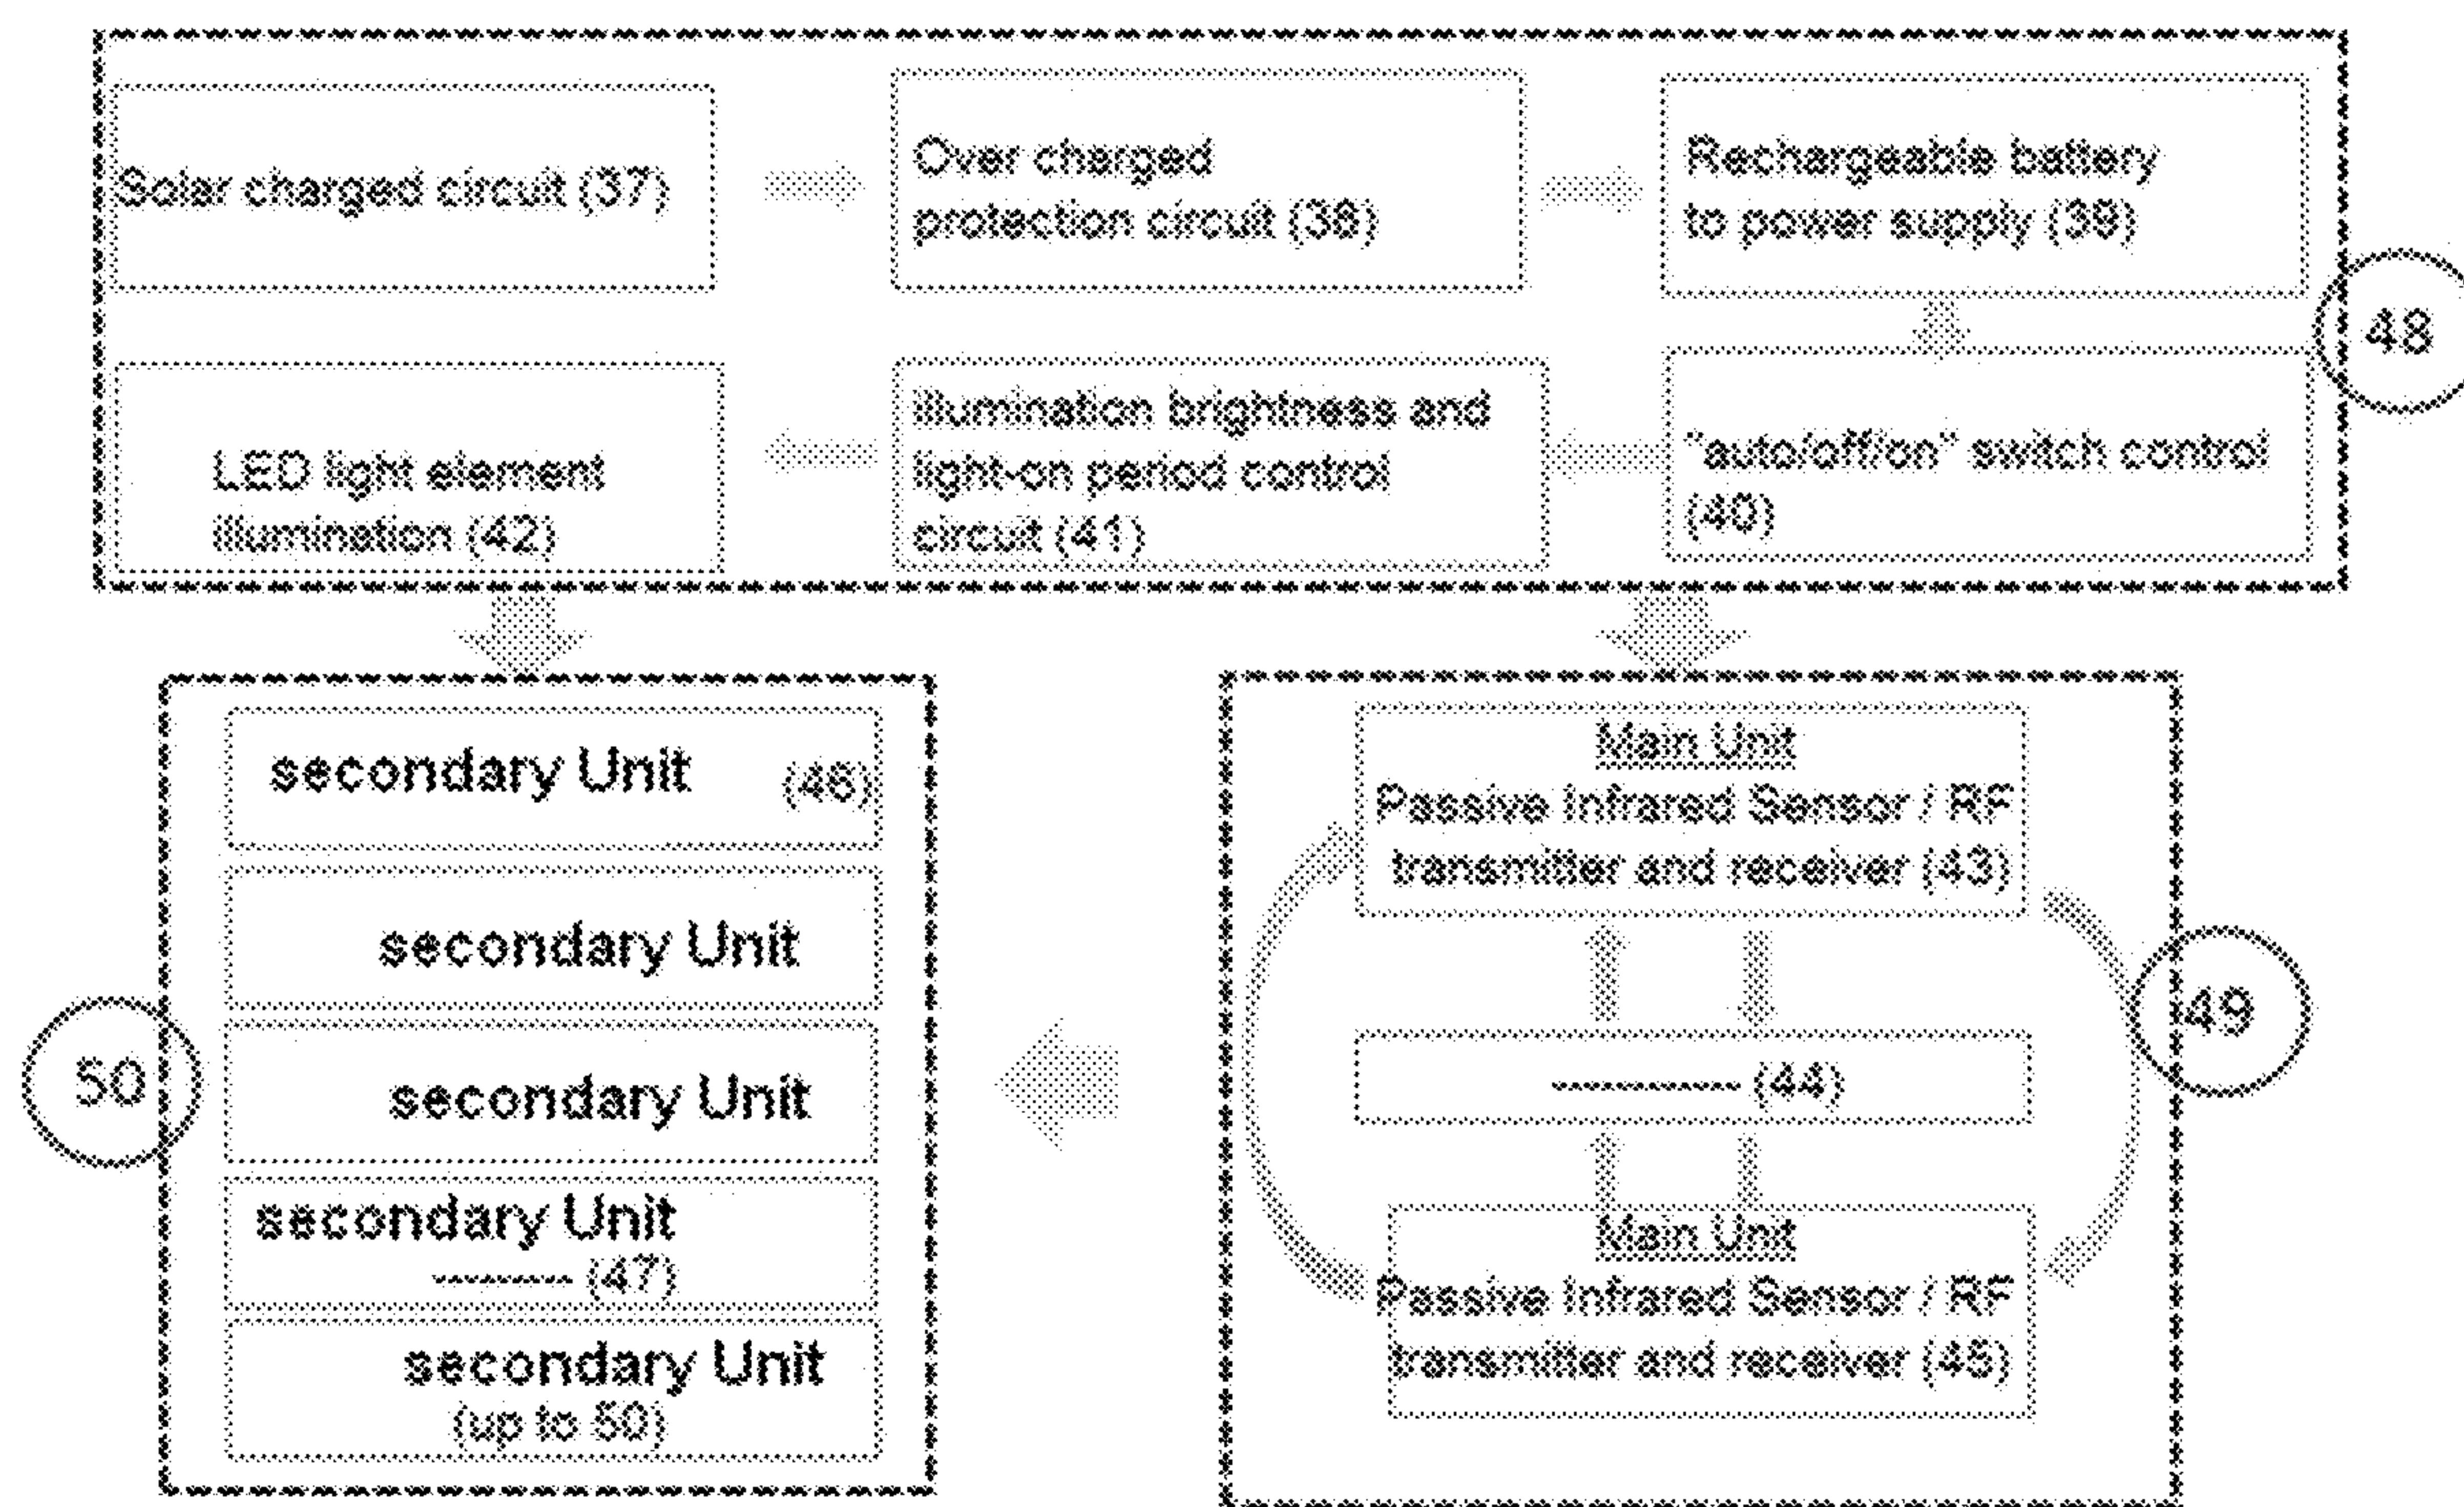 Solar charged circuit (37)
Over charged
protection circuit (38)
Rechargeable battery
to power supply (39)
48
LED light element
illumination (42)
illumination brightness and
light-on period control
circuit (41)
"auto/off/on" switch control
(40)
secondary Unit (46)
secondary Unit
secondary Unit
secondary Unit
---------- (47)
secondary Unit
(up to 50)
50
Main Unit
Passive Infrared Sensor / RF
transmitter and receiver (43)
------------- (44)
Main Unit
Passive Infrared Sensor / RF
transmitter and receiver (45)
49